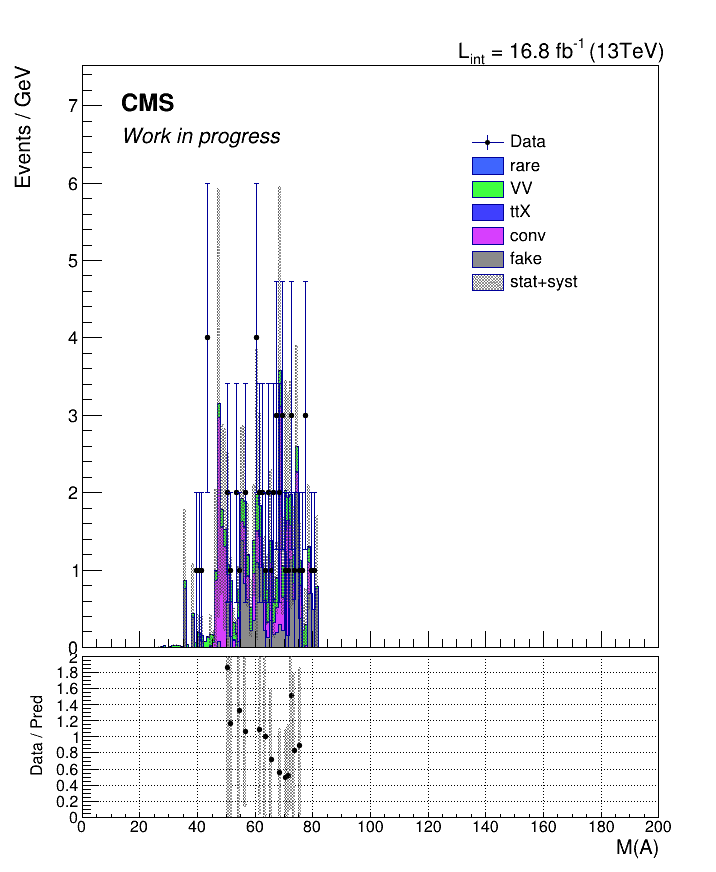 L_int = 16.8 fb^-1 (13TeV)
Events / GeV
CMS
Work in progress
Data
rare
VV
ttX
conv
fake
stat+syst
7
6
5
4
3
2
1
0
Data / Pred
2
1.8
1.6
1.4
1.2
1
0.8
0.6
0.4
0.2
0
0 20 40 60 80 100 120 140 160 180 200
M(A)